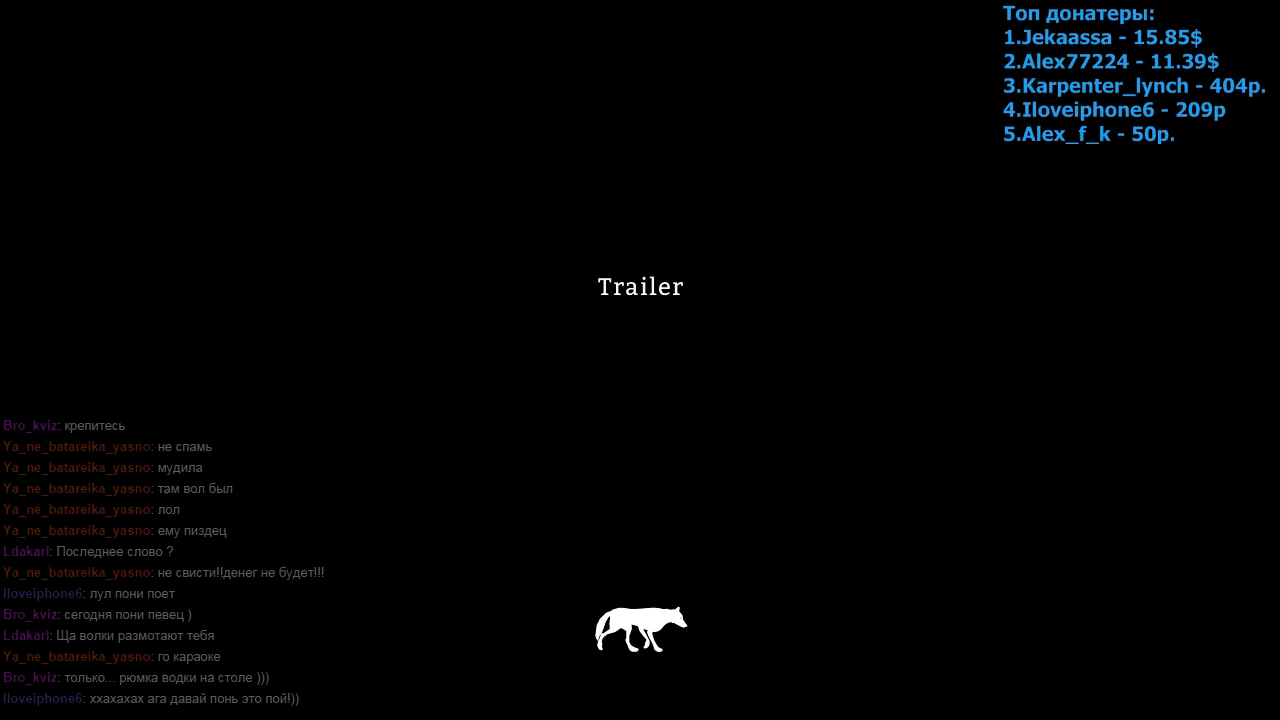 Топ донатеры:
1.Jekaassa - 15.85$
2.Alex77224 - 11.39$
3.Karpenter_lynch - 404р.
4.Iloveiphone6 - 209р
5.Alex_f_k - 50р.
Trailer
Bro_kviz: крепитесь
Ya_ne_batareika_yasno: не спамь
Ya_ne_batareika_yasno: мудила
Ya_ne_batareika_yasno: там вол был
Ya_ne_batareika_yasno: лол
Ya_ne_batareika_yasno: ему пиздец
Ldakarl: Последнее слово ?
Ya_ne_batareika_yasno: не свисти!!денег не будет!!!
Iloveiphone6: лул пони поет
Bro_kviz: сегодня пони певец )
Ldakarl: Ща волки размотают тебя
Ya_ne_batareika_yasno: го караоке
Bro_kviz: только... рюмка водки на столе )))
Iloveiphone6: ххахахах ага давай понь это пой!))